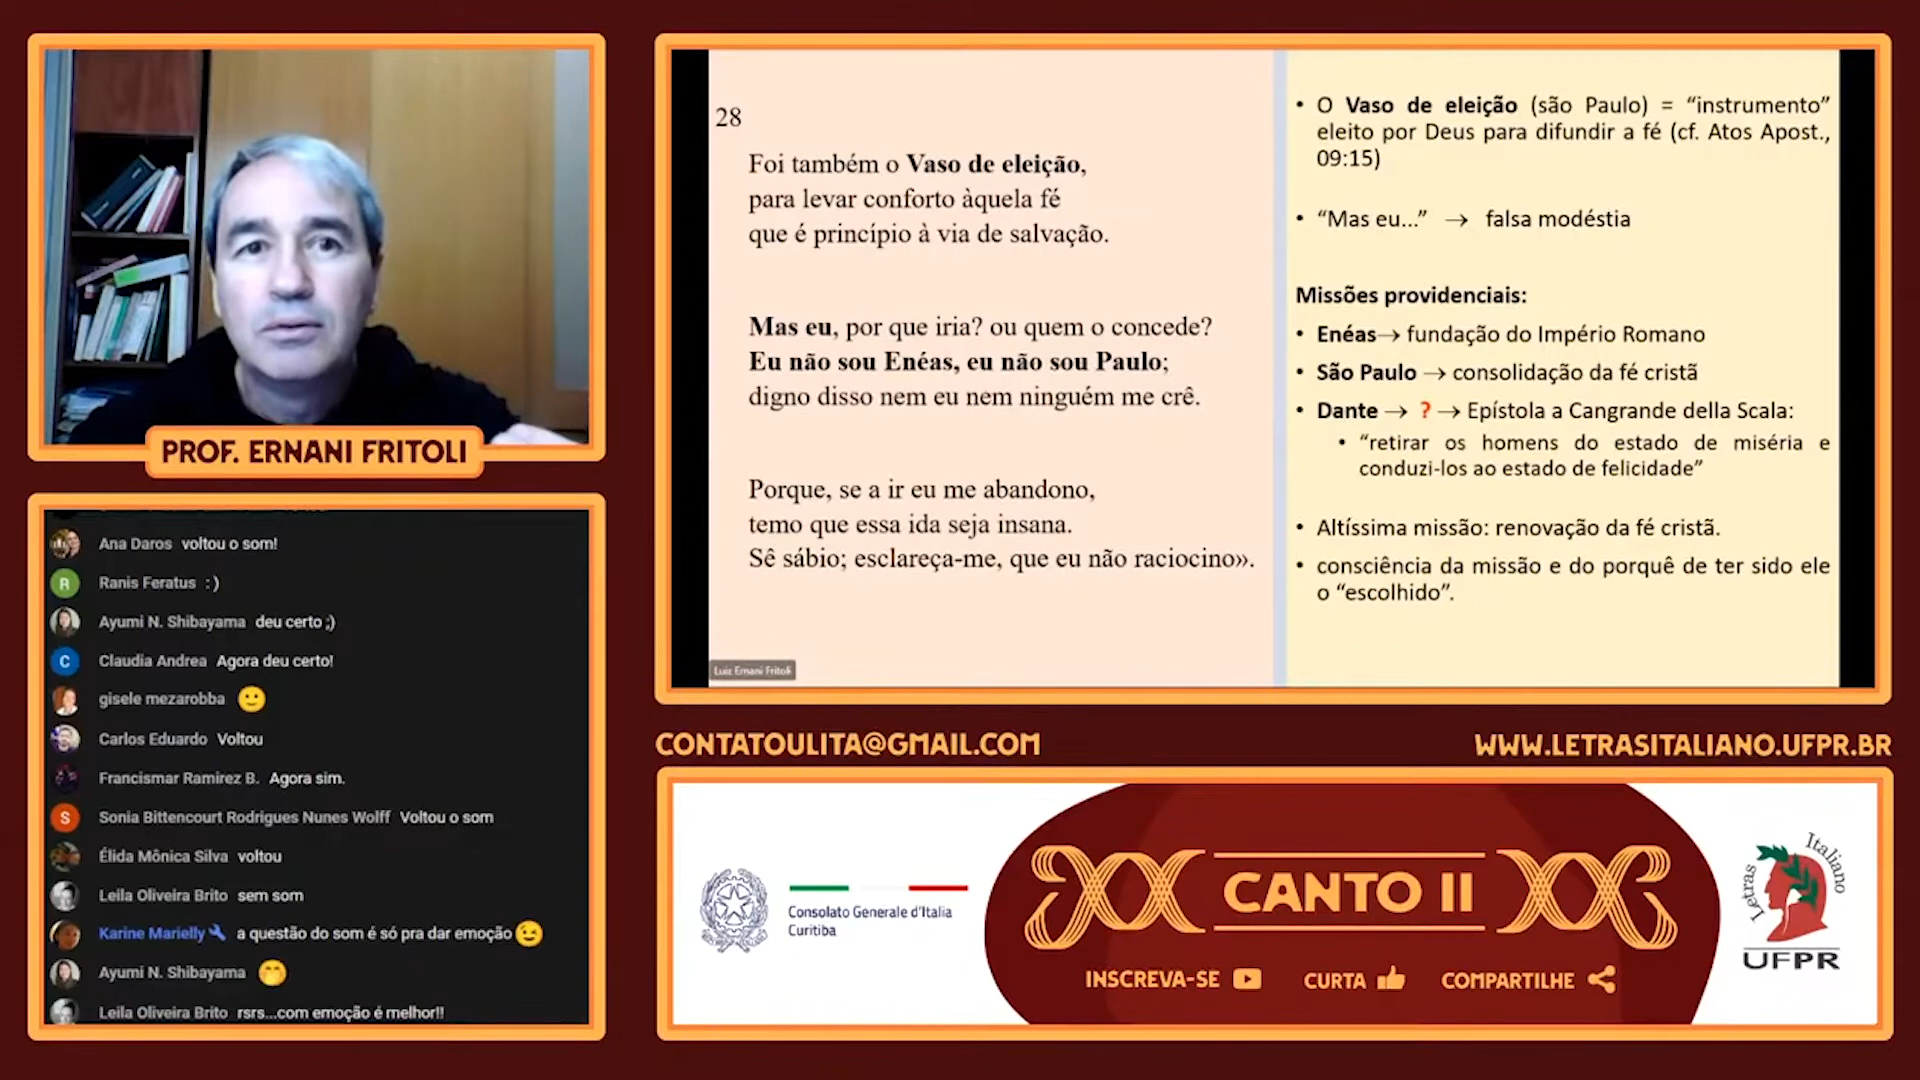 PROF. ERNANI FRITOLI
Ana Daros voltou o som!
R
Ranis Feratus : )
Ayumi N. Shibayama deu certo ;)
C
Claudia Andrea Agora deu certo!
gisele mezarobba
Carlos Eduardo Voltou
Francismar Ramirez B. Agora sim.
S
Sonia Bittencourt Rodrigues Nunes Wolff Voltou o som
Élida Mônica Silva voltou
Leila Oliveira Brito sem som
Karine Marielly a questão do som é só pra dar emoção
Ayumi N. Shibayama
Leila Oliveira Brito rsrs...com emoção é melhor!!
28
Foi também o Vaso de eleição,
para levar conforto àquela fé
que é princípio à via de salvação.
Mas eu, por que iria? ou quem o concede?
Eu não sou Enéas, eu não sou Paulo;
digno disso nem eu nem ninguém me crê.
Porque, se a ir eu me abandono,
temo que essa ida seja insana.
Sê sábio; esclareça-me, que eu não raciocino».
Luiz Ernani Fritoli
• O Vaso de eleição (são Paulo) = “instrumento”
eleito por Deus para difundir a fé (cf. Atos Apost.,
09:15)
• “Mas eu...” → falsa modéstia
Missões providenciais:
• Enéas→ fundação do Império Romano
• São Paulo → consolidação da fé cristã
• Dante → ? → Epístola a Cangrande della Scala:
• “retirar os homens do estado de miséria e
conduzi-los ao estado de felicidade”
• Altíssima missão: renovação da fé cristã.
• consciência da missão e do porquê de ter sido ele
o “escolhido”.
CONTATOULITA@GMAIL.COM
WWW.LETRASITALIANO.UFPR.BR
Consolato Generale d'Italia
Curitiba
CANTO II
INSCREVA-SE
CURTA
COMPARTILHE
Letras Italiano
UFPR